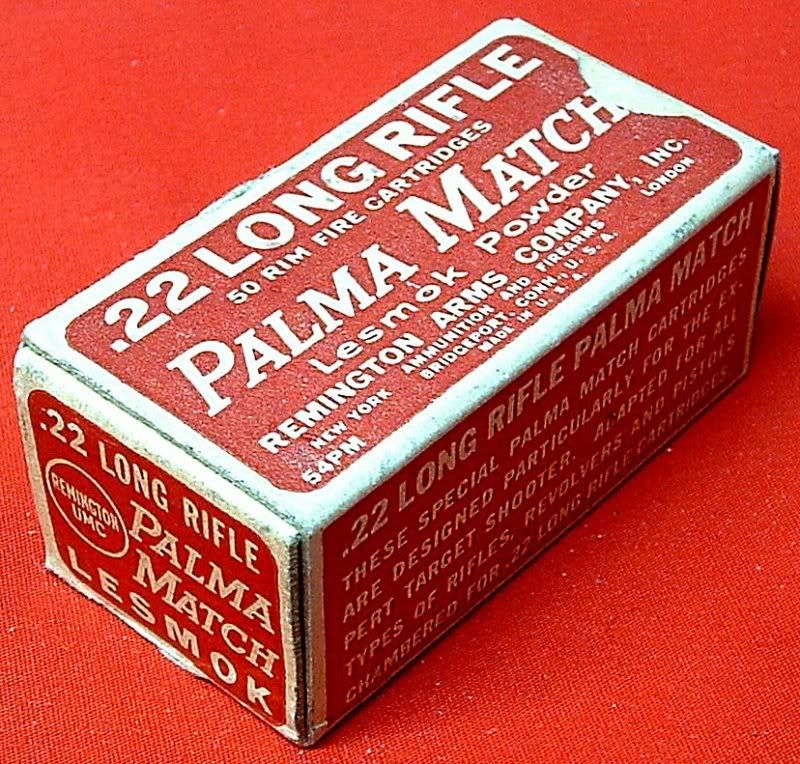 .22 LONG RIFLE
50 RIM FIRE CARTRIDGES
PALMA MATCH
Lesmok Powder
REMINGTON ARMS COMPANY, INC.
NEW YORK AMMUNITION AND FIREARMS LONDON
BRIDGEPORT, CONN., U.S.A.
MADE IN U.S.A.
54PM
.22 LONG RIFLE
REMINGTON
UMC
PALMA
MATCH
LESMOK
.22 LONG RIFLE PALMA MATCH
THESE SPECIAL PALMA MATCH CARTRIDGES
ARE DESIGNED PARTICULARLY FOR THE EX-
PERT TARGET SHOOTER. ADAPTED FOR ALL
TYPES OF RIFLES, REVOLVERS AND PISTOLS
CHAMBERED FOR .22 LONG RIFLE CARTRIDGES